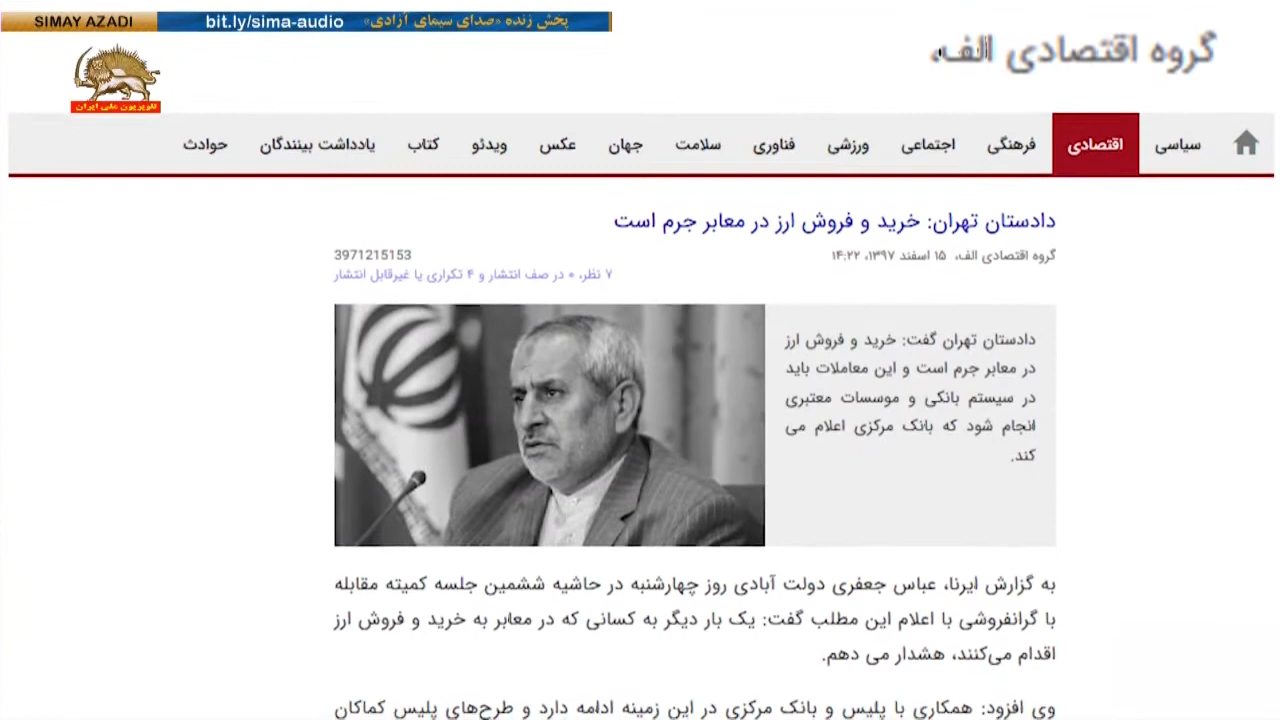 SIMAY AZADI
bit.ly/sima-audio
پخش زنده «صدای سیمای آزادی»
تلویزیون ملی ایران
گروه اقتصادی الف،
سیاسی اقتصادی فرهنگی اجتماعی ورزشی فناوری سلامت جهان عکس ویدئو کتاب یادداشت بینندگان حوادث
دادستان تهران: خرید و فروش ارز در معابر جرم است
گروه اقتصادی الف، ۱۵ اسفند ۱۳۹۷، ۱۴:۲۲
3971215153
۷ نظر، ۰ در صف انتشار و ۴ تکراری یا غیرقابل انتشار
دادستان تهران گفت: خرید و فروش ارز
در معابر جرم است و این معاملات باید
در سیستم بانکی و موسسات معتبری
انجام شود که بانک مرکزی اعلام می
کند.
به گزارش ایرنا، عباس جعفری دولت آبادی روز چهارشنبه در حاشیه ششمین جلسه کمیته مقابله
با گرانفروشی با اعلام این مطلب گفت: یک بار دیگر به کسانی که در معابر به خرید و فروش ارز
اقدام می‌کنند، هشدار می دهم.
وی افزود: همکاری با پلیس و بانک مرکزی در این زمینه ادامه دارد و طرح‌های پلیس کماکان